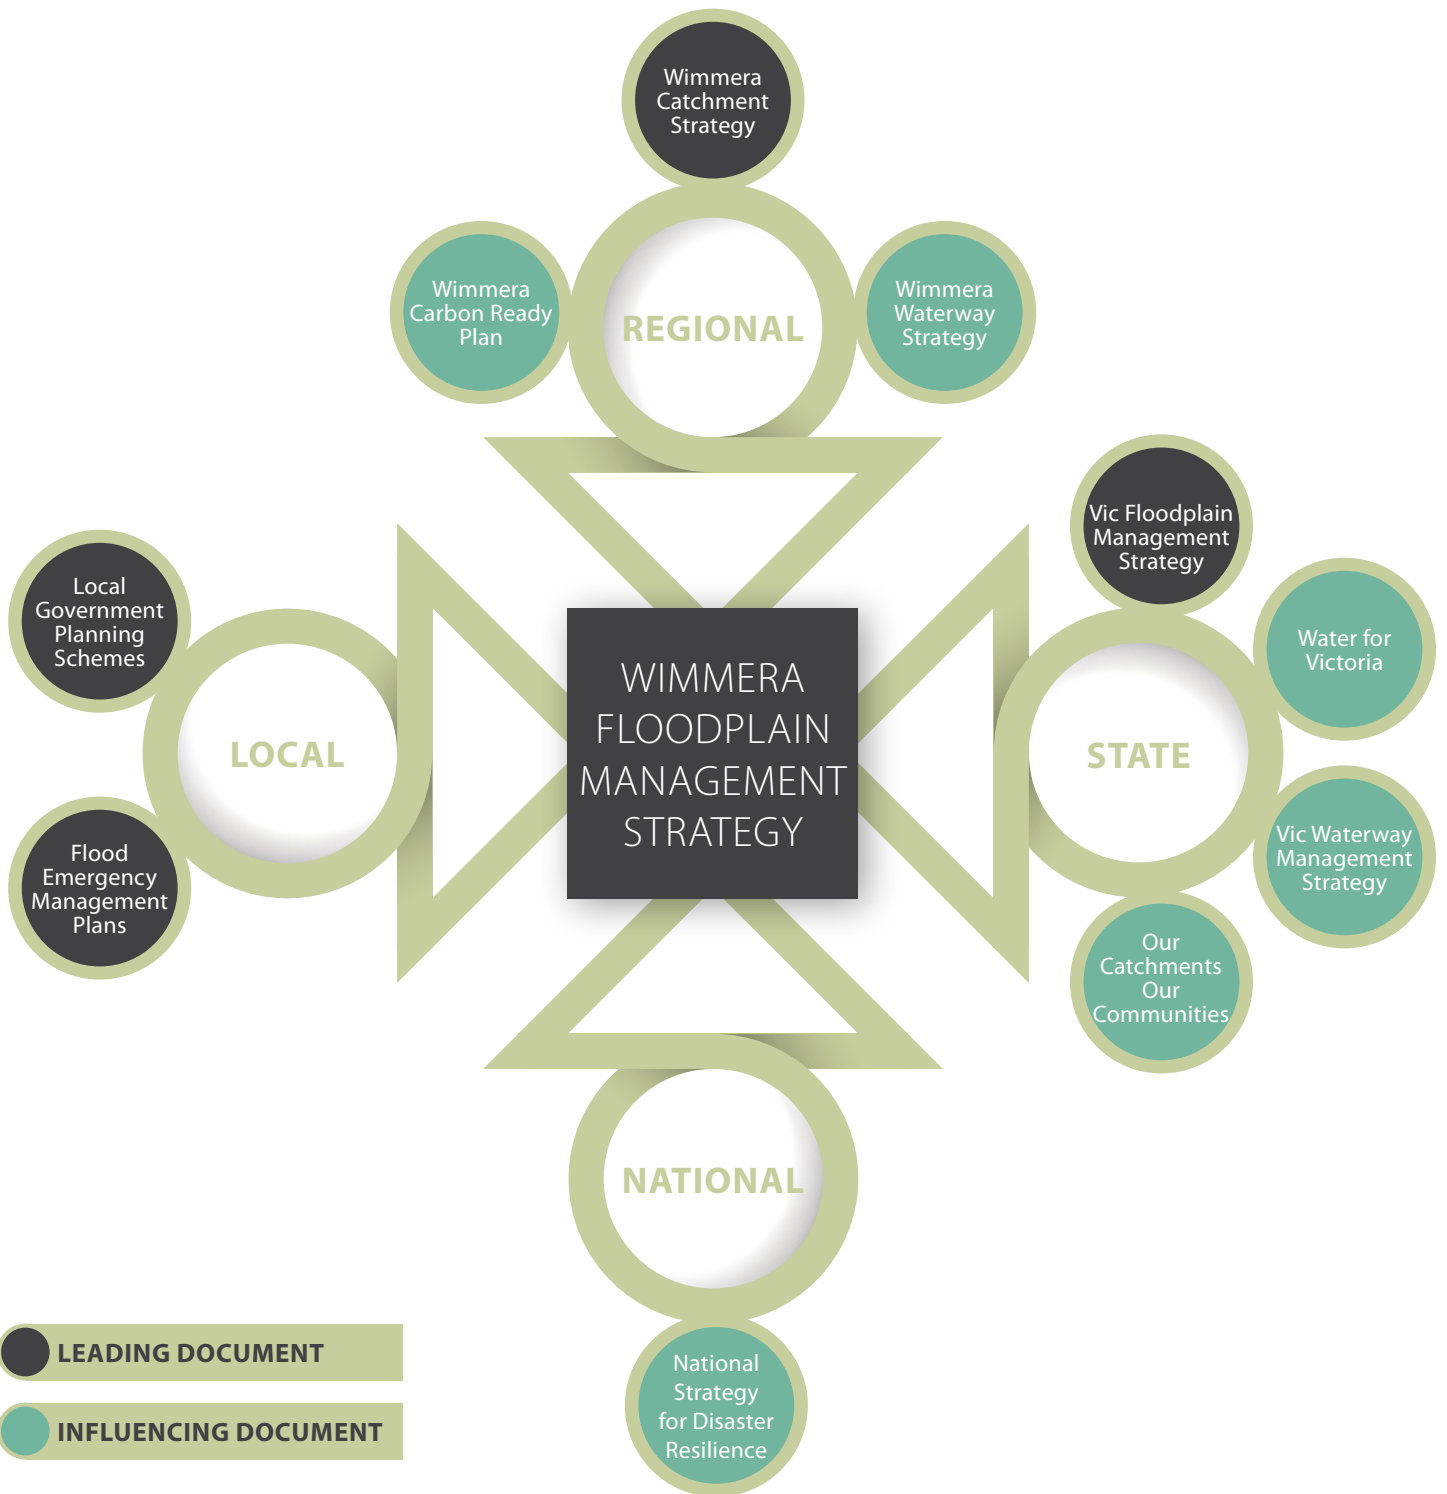 Wimmera
Catchment
Strategy
Wimmera
Carbon Ready
Plan
REGIONAL
Wimmera
Waterway
Strategy
Vic Floodplain
Management
Strategy
Local
Government
Planning
Schemes
Water for
Victoria
LOCAL
WIMMERA
FLOODPLAIN
MANAGEMENT
STRATEGY
STATE
Flood
Emergency
Management
Plans
Vic Waterway
Management
Strategy
Our
Catchments
Our
Communities
NATIONAL
National
Strategy
for Disaster
Resilience
LEADING DOCUMENT
INFLUENCING DOCUMENT